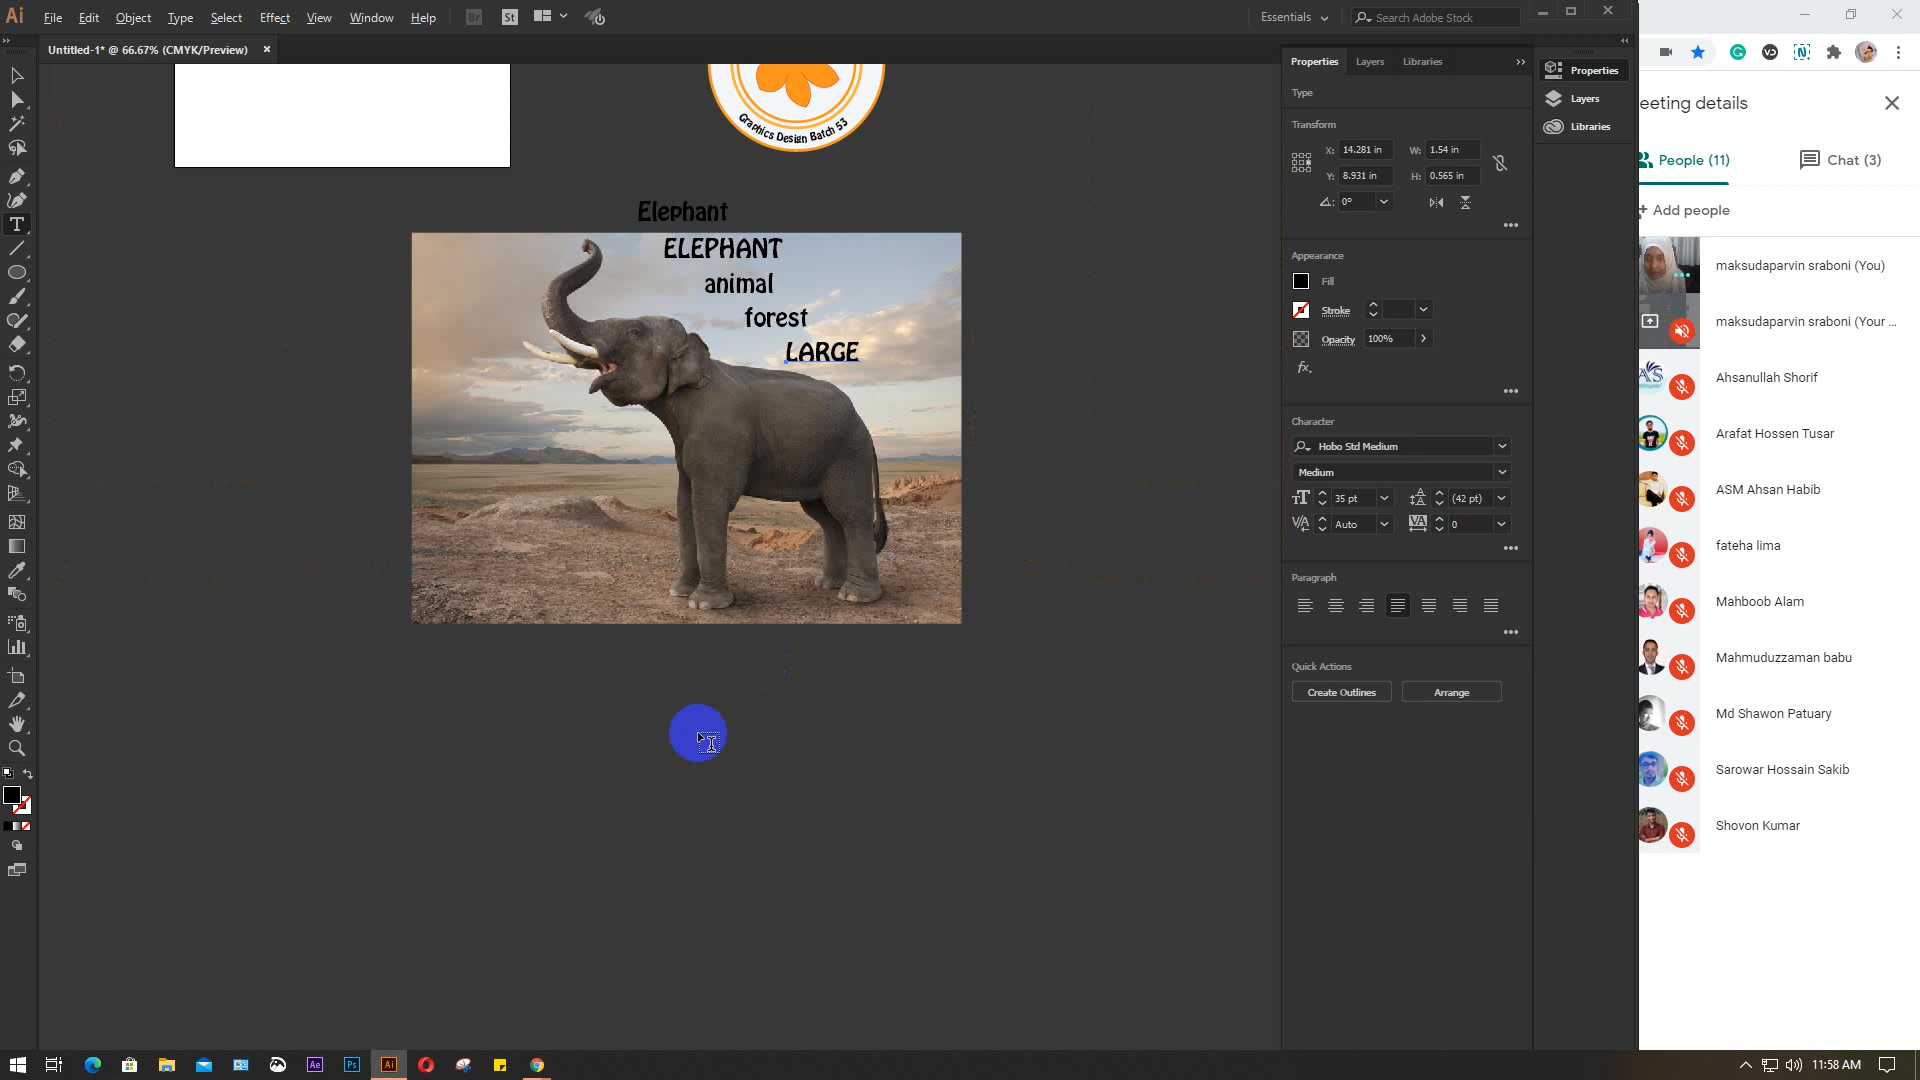 Ai File Edit Object Type Select Effect View Window Help Br St Essentials Search Adobe Stock
Untitled-1* @ 66.67% (CMYK/Preview)
Graphics Design Batch 53
Elephant
ELEPHANT
animal
forest
LARGE
Properties Layers Libraries
Type
Transform
X: 14.281 in W: 1.54 in
Y: 8.931 in H: 0.565 in
0°
Appearance
Fill
Stroke
Opacity 100%
fx.
Character
Hobo Std Medium
Medium
35 pt (42 pt)
Auto 0
Paragraph
Quick Actions
Create Outlines Arrange
Properties
Layers
Libraries
eeting details
People (11) Chat (3)
Add people
maksudaparvin sraboni (You)
maksudaparvin sraboni (Your ...
Ahsanullah Shorif
Arafat Hossen Tusar
ASM Ahsan Habib
fateha lima
Mahboob Alam
Mahmuduzzaman babu
Md Shawon Patuary
Sarowar Hossain Sakib
Shovon Kumar
Ae Ps Ai
11:58 AM